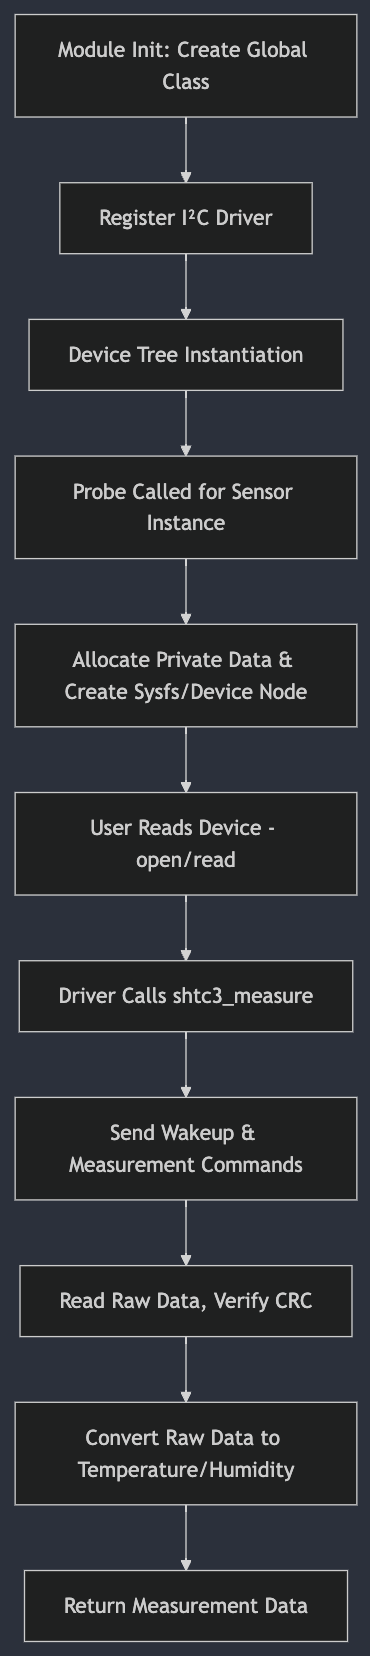 Module Init: Create Global
Class
Register I²C Driver
Device Tree Instantiation
Probe Called for Sensor
Instance
Allocate Private Data &
Create Sysfs/Device Node
User Reads Device -
open/read
Driver Calls shtc3_measure
Send Wakeup &
Measurement Commands
Read Raw Data, Verify CRC
Convert Raw Data to
Temperature/Humidity
Return Measurement Data